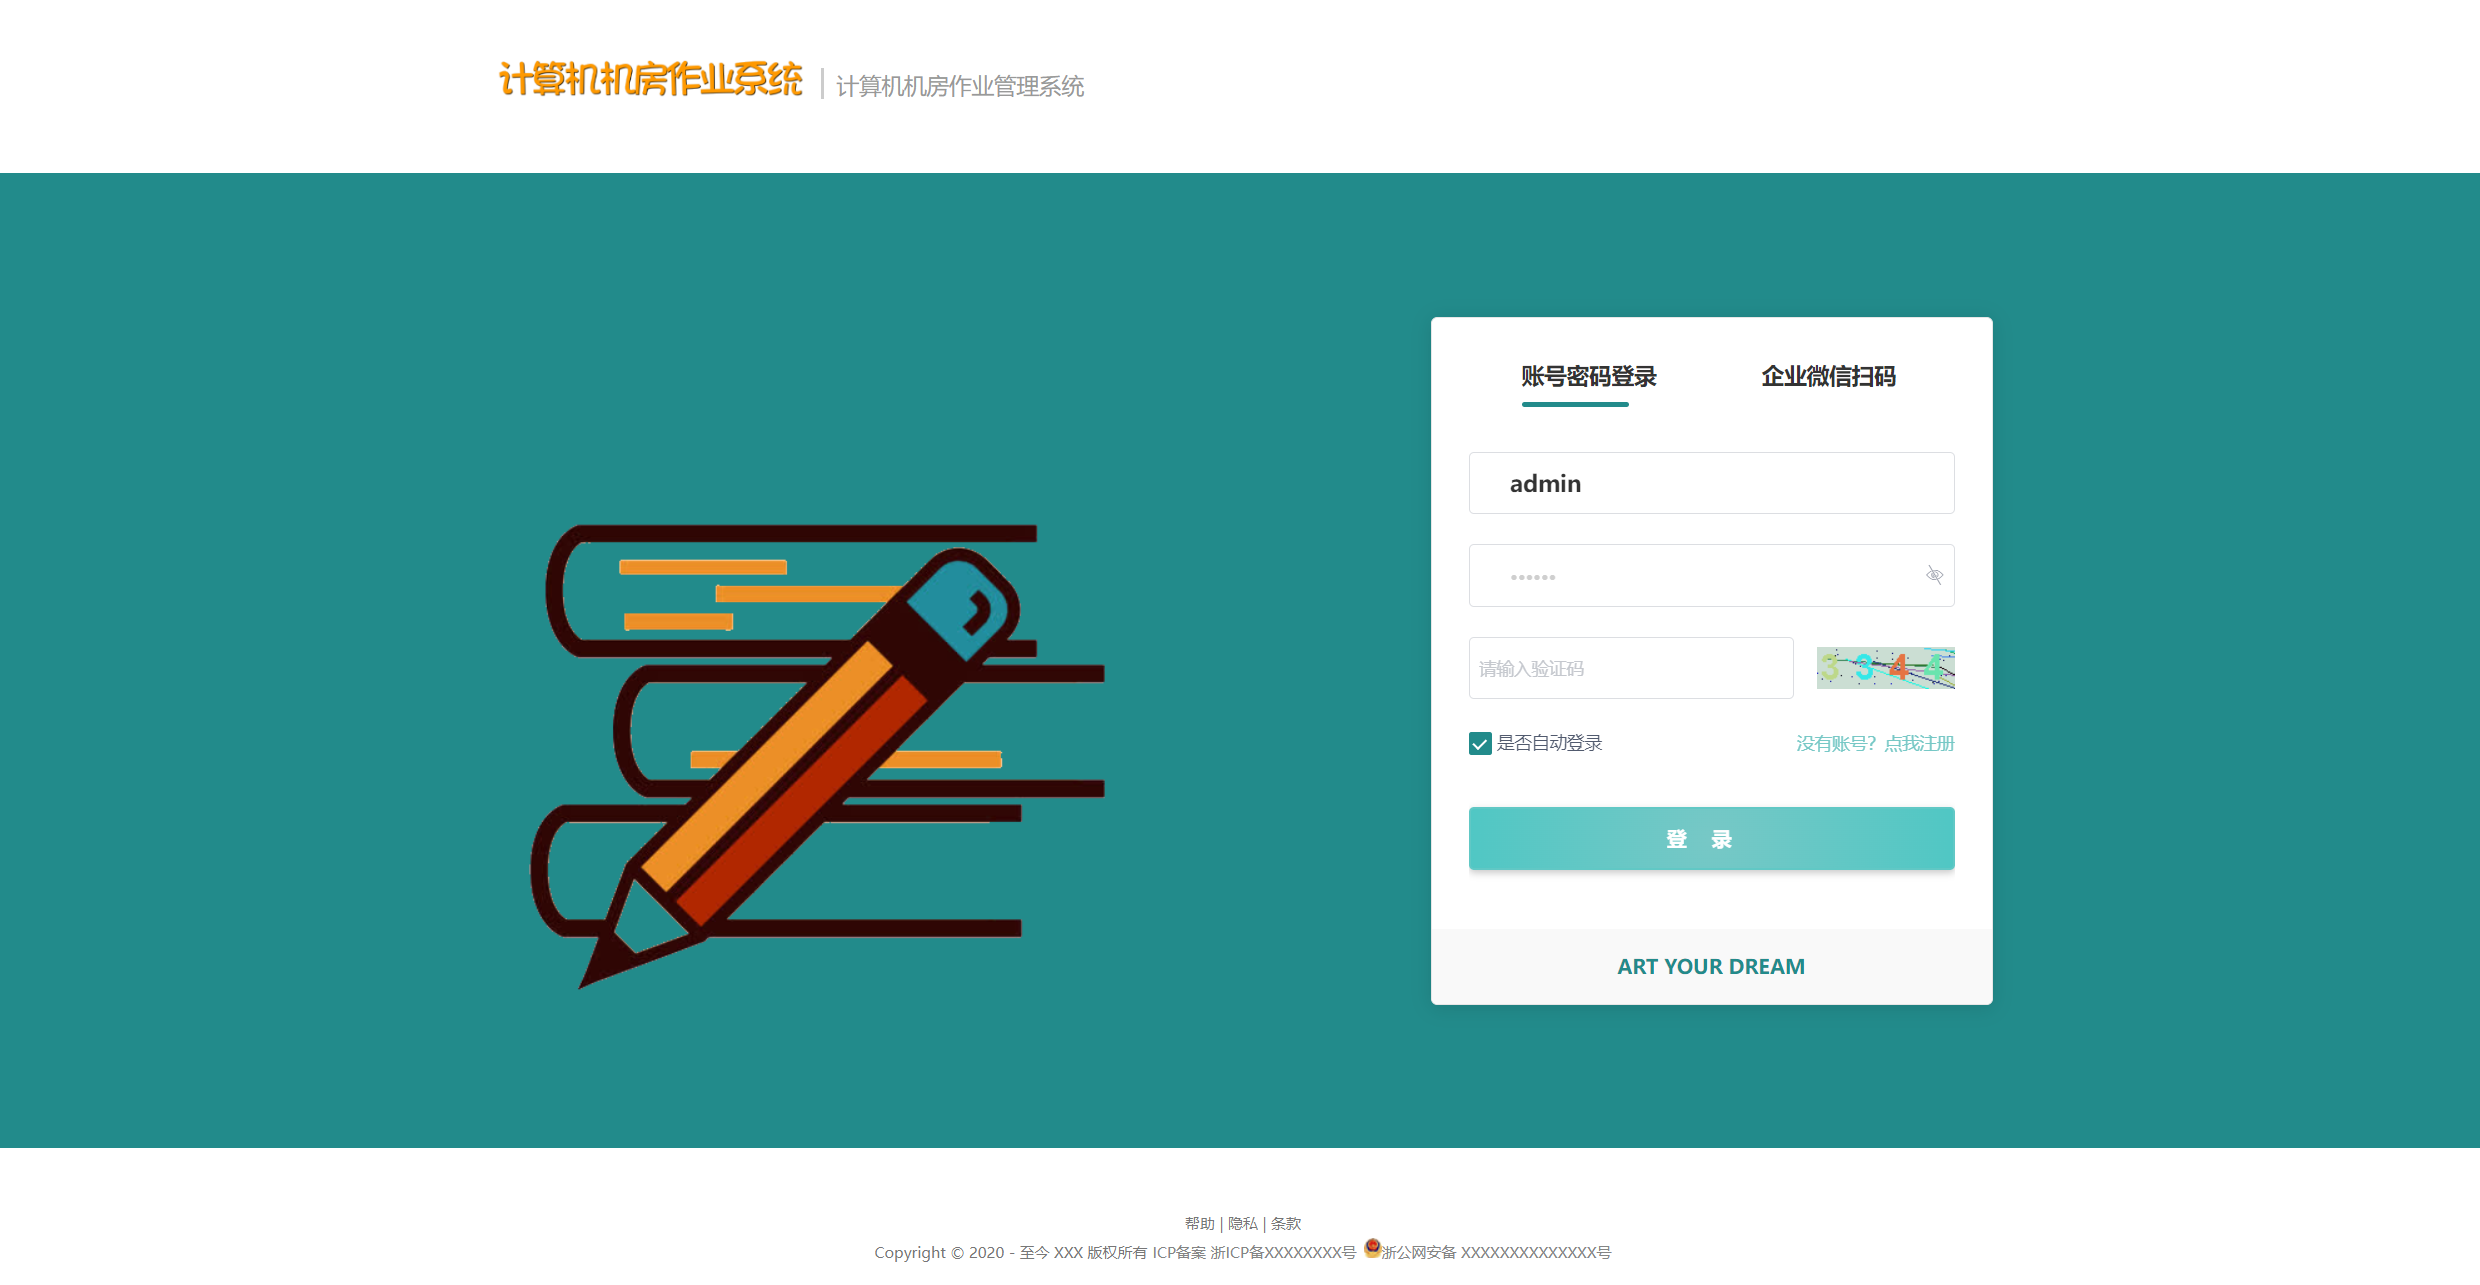 计算机机房作业系统 | 计算机机房作业管理系统
账号密码登录 企业微信扫码
admin
••••••
请输入验证码 3 3 4 4
是否自动登录 没有账号？点我注册
登 录
ART YOUR DREAM
帮助 | 隐私 | 条款
Copyright © 2020 - 至今 XXX 版权所有 ICP备案 浙ICP备XXXXXXXX号 浙公网安备 XXXXXXXXXXXXXX号